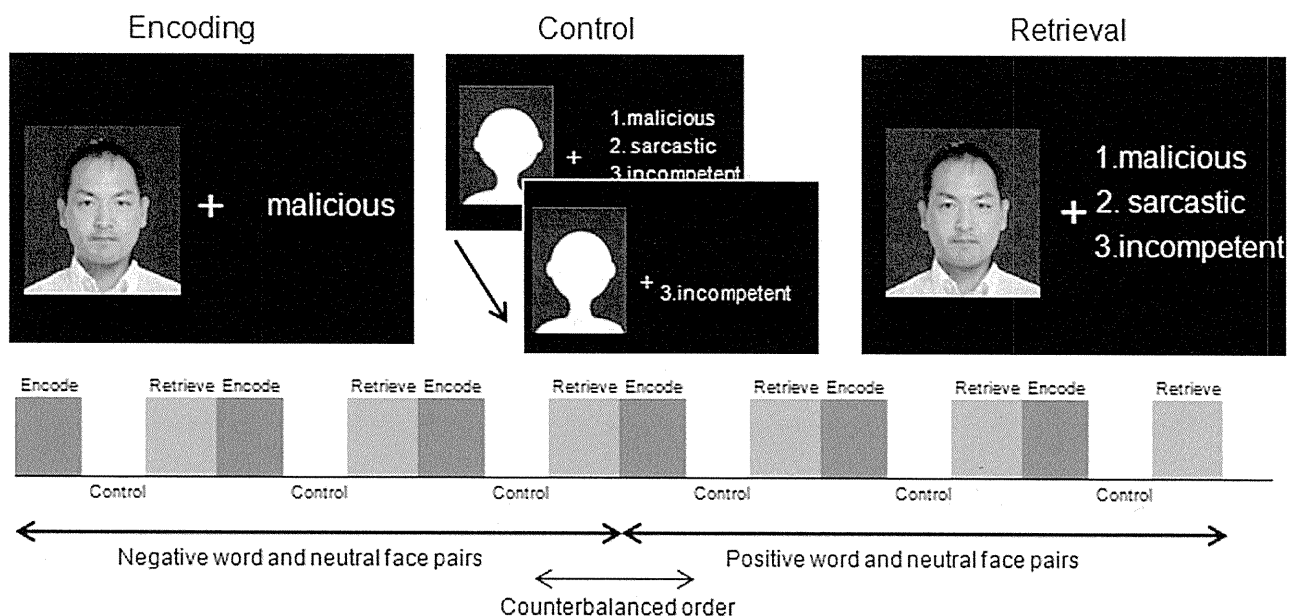 Encoding
Control
Retrieval
+ malicious
+
1.malicious
2. sarcastic
3.incompetent
+ 3.incompetent
+
1.malicious
2. sarcastic
3.incompetent
Encode
Retrieve Encode
Retrieve Encode
Retrieve Encode
Retrieve Encode
Retrieve Encode
Retrieve
Control
Control
Control
Control
Control
Control
Negative word and neutral face pairs
Positive word and neutral face pairs
Counterbalanced order